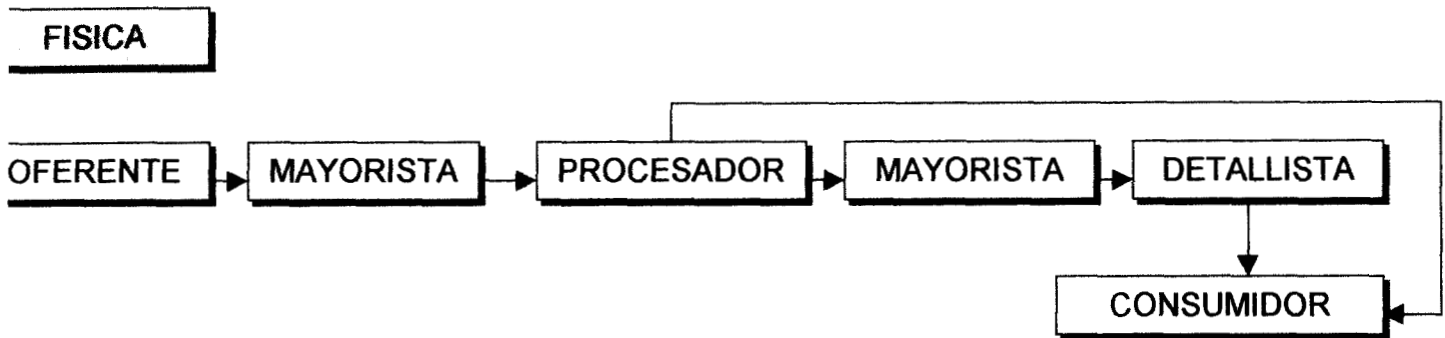 FISICA
OFERENTE MAYORISTA PROCESADOR MAYORISTA DETALLISTA
CONSUMIDOR